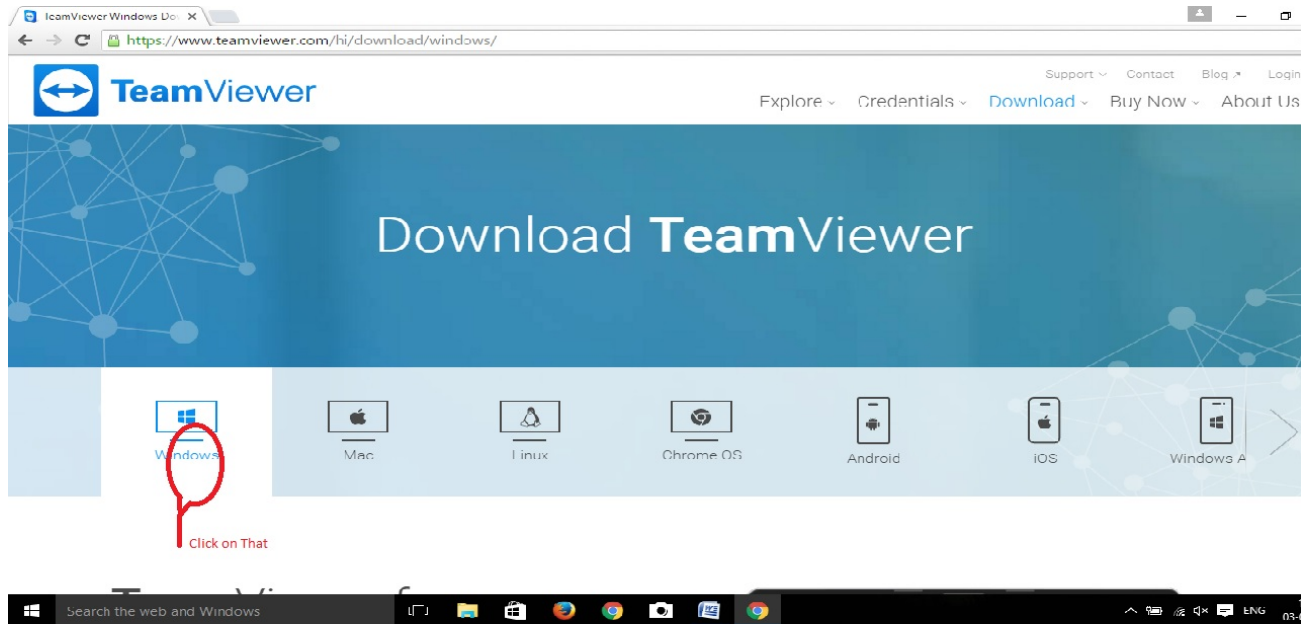 TeamViewer Windows Do
https://www.teamviewer.com/hi/download/windows/
TeamViewer
Support Contact Blog Login
Explore Credentials Download Buy Now About Us
Download TeamViewer
Windows Mac Linux Chrome OS Android iOS Windows A
Click on That
Search the web and Windows
ENG
03-